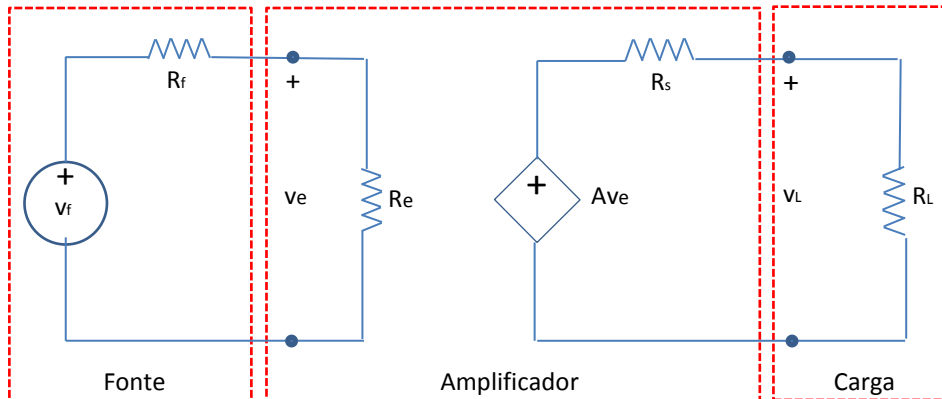 Rf
Rs
+
+
+
vf
ve
Re
+
Ave
vL
RL
Fonte
Amplificador
Carga